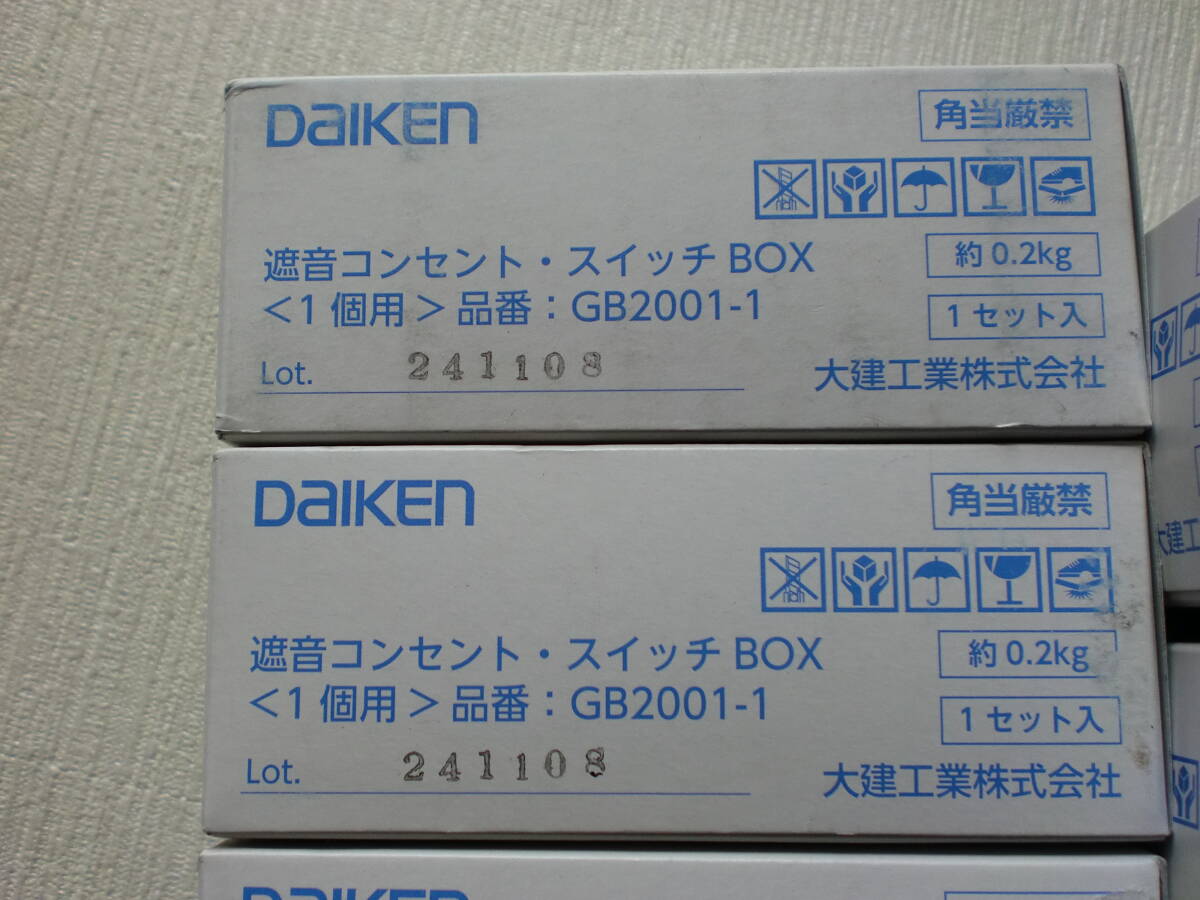 DAIKEN
角当厳禁
遮音コンセント・スイッチ BOX
約 0.2kg
<1 個用> 品番:GB2001-1
1 セット入
Lot. 241108
大建工業株式会社
DAIKEN
角当厳禁
遮音コンセント・スイッチ BOX
約 0.2kg
<1 個用> 品番:GB2001-1
1 セット入
Lot. 241108
大建工業株式会社
DAIKEN
大建工